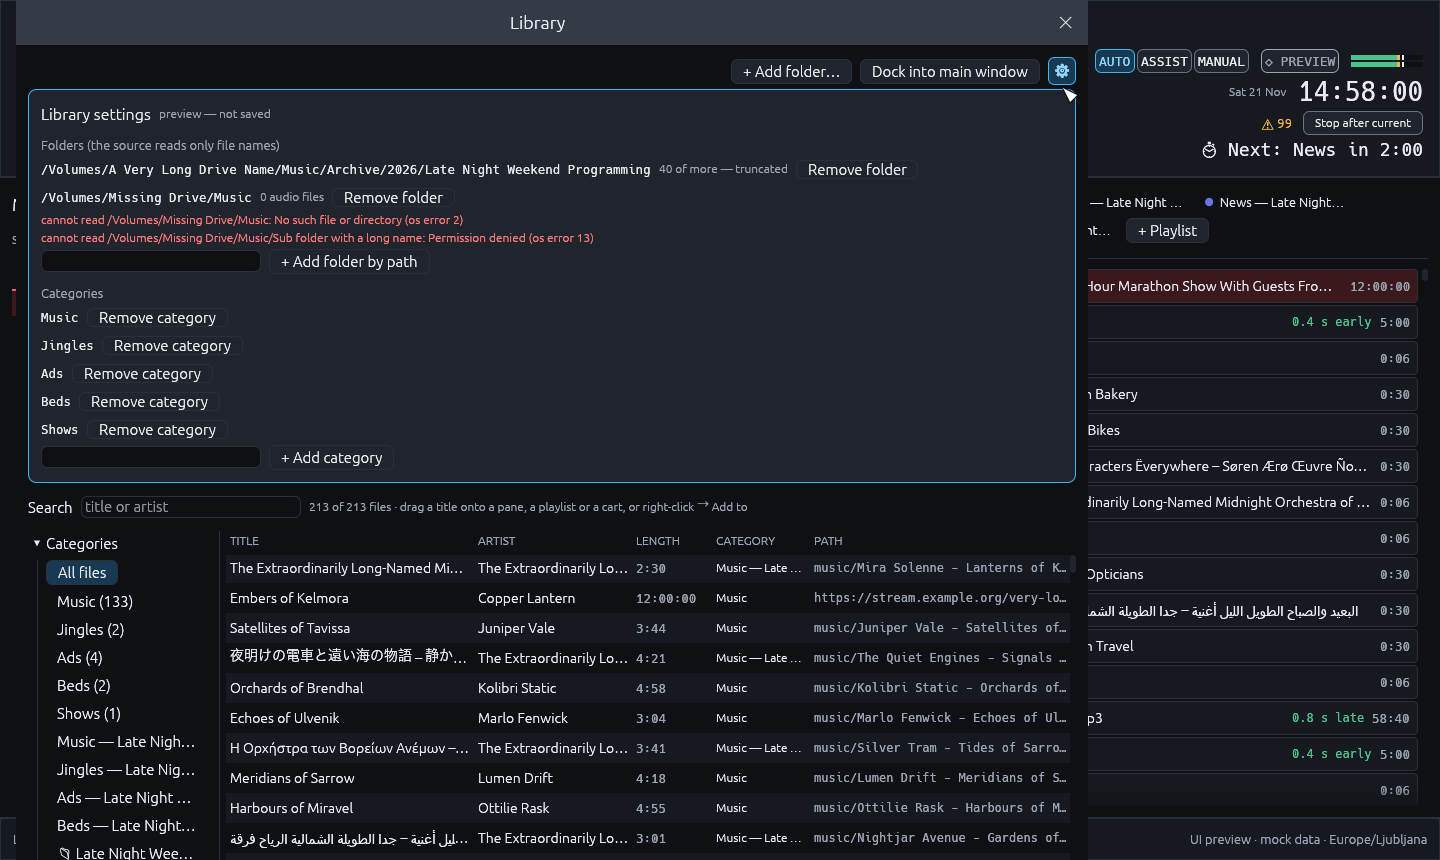 Library
+ Add folder…
Dock into main window
Library settings preview — not saved
Folders (the source reads only file names)
/Volumes/A Very Long Drive Name/Music/Archive/2026/Late Night Weekend Programming 40 of more — truncated Remove folder
/Volumes/Missing Drive/Music 0 audio files Remove folder
cannot read /Volumes/Missing Drive/Music: No such file or directory (os error 2)
cannot read /Volumes/Missing Drive/Music/Sub folder with a long name: Permission denied (os error 13)
+ Add folder by path
Categories
Music Remove category
Jingles Remove category
Ads Remove category
Beds Remove category
Shows Remove category
+ Add category
Search title or artist 213 of 213 files · drag a title onto a pane, a playlist or a cart, or right-click → Add to
▾ Categories
All files
Music (133)
Jingles (2)
Ads (4)
Beds (2)
Shows (1)
Music — Late Nigh…
Jingles — Late Nig…
Ads — Late Night …
Beds — Late Night…
Late Night Wee…
TITLE ARTIST LENGTH CATEGORY PATH
The Extraordinarily Long-Named Mi… The Extraordinarily Lo… 2:30 Music — Late … music/Mira Solenne - Lanterns of K…
Embers of Kelmora Copper Lantern 12:00:00 Music https://stream.example.org/very-lo…
Satellites of Tavissa Juniper Vale 3:44 Music music/Juniper Vale - Satellites of…
夜明けの電車と遠い海の物語 – 静か… The Extraordinarily Lo… 4:21 Music — Late … music/The Quiet Engines - Signals …
Orchards of Brendhal Kolibri Static 4:58 Music music/Kolibri Static - Orchards of…
Echoes of Ulvenik Marlo Fenwick 3:04 Music music/Marlo Fenwick - Echoes of Ul…
Η Ορχήστρα των Βορείων Ανέμων –… The Extraordinarily Lo… 3:41 Music — Late … music/Silver Tram - Tides of Sarro…
Meridians of Sarrow Lumen Drift 4:18 Music music/Lumen Drift - Meridians of S…
Harbours of Miravel Ottilie Rask 4:55 Music music/Ottilie Rask - Harbours of M…
فرقة الرياح الشمالية الطويلة جدا – أغنية الليل… The Extraordinarily Lo… 3:01 Music — Late … music/Nightjar Avenue - Gardens of…
AUTO ASSIST MANUAL ◇ PREVIEW
Sat 21 Nov 14:58:00
⚠ 99 Stop after current
Next: News in 2:00
— Late Night … News — Late Night…
t… + Playlist
Hour Marathon Show With Guests Fro… 12:00:00
0.4 s early 5:00
0:06
Bakery 0:30
Bikes 0:30
racters Ëverywhere – Søren Ærø Œuvre Ño… 0:30
dinarily Long-Named Midnight Orchestra of … 0:06
0:06
Opticians 0:30
الطويلة جدا – أغنية الليل الطويل والصباح البعيد 0:30
Travel 0:30
0:06
p3 0.8 s late 58:40
0.4 s early 5:00
0:06
UI preview · mock data · Europe/Ljubljana